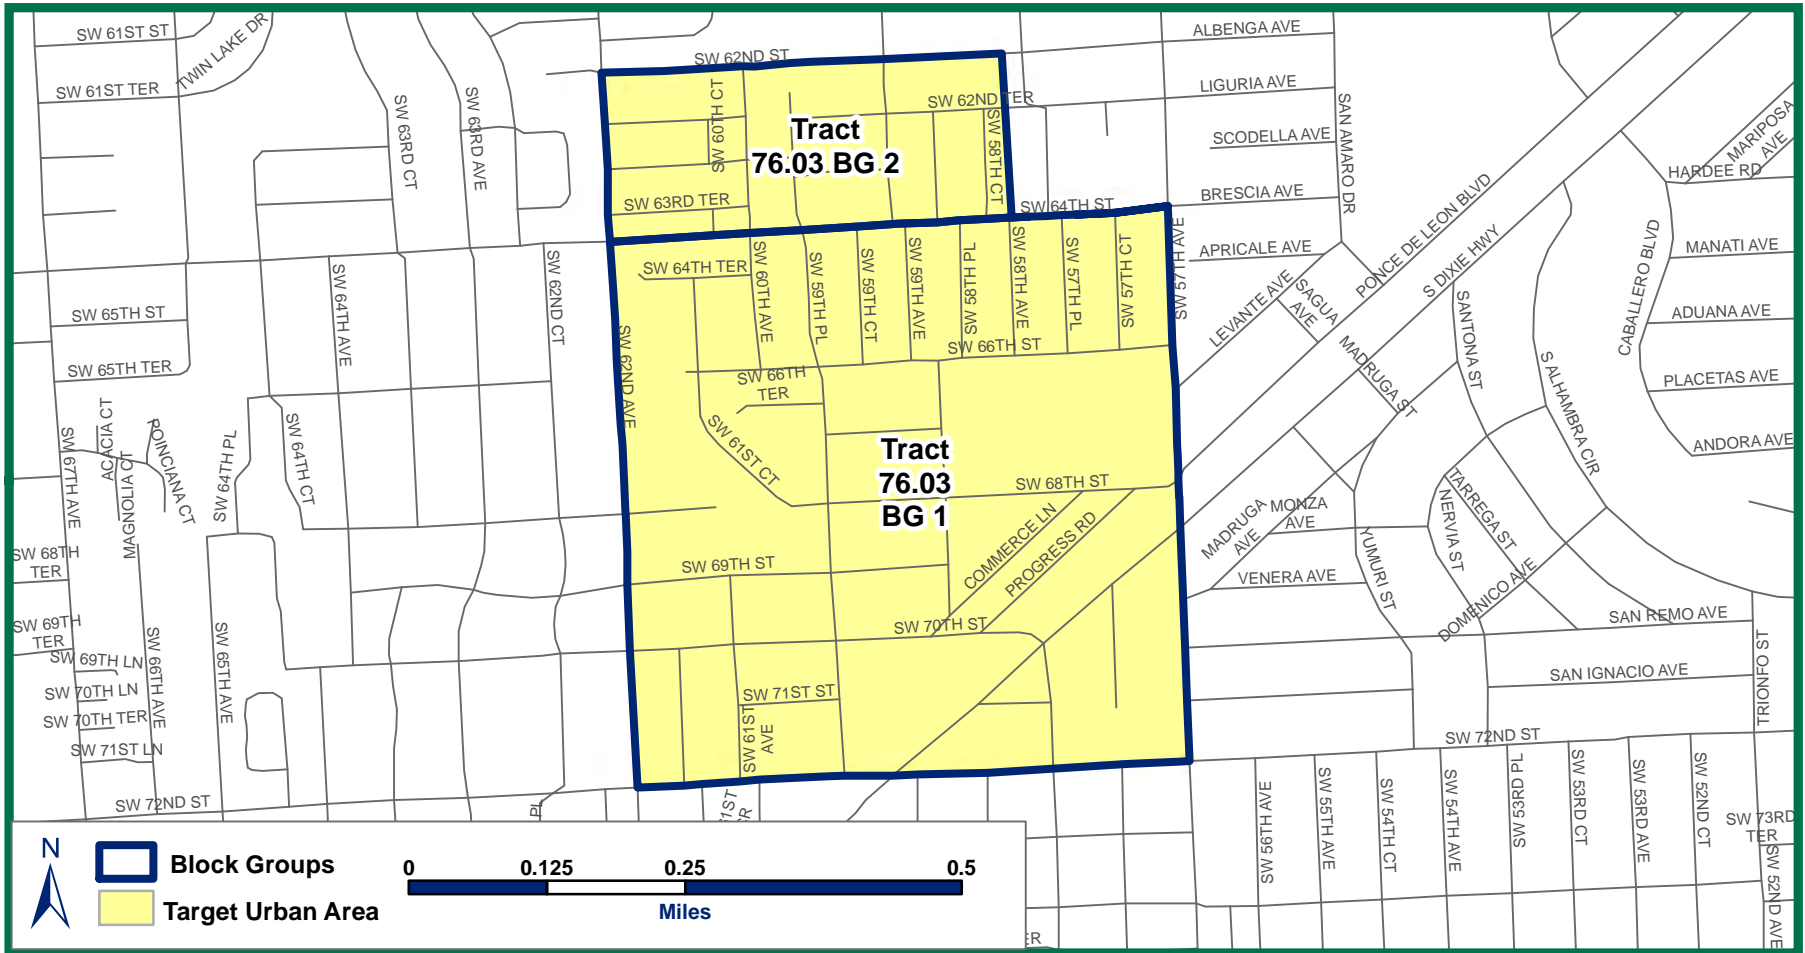 SW 61ST ST
TWIN LAKE DR
SW 61ST TER
SW 63RD CT
SW 63RD AVE
SW 62ND ST
SW 60TH CT
SW 62ND TER
SW 58TH CT
Tract
76.03 BG 2
SW 63RD TER
ALBENGA AVE
LIGURIA AVE
SAN AMARO DR
SCODELLA AVE
BRESCIA AVE
APRICALE AVE
MARIPOSA
AVE
HARDEE RD
SW 64TH ST
SW 57TH AVE
PONCE DE LEON BLVD
S DIXIE HWY
LEVANTE AVE
SAGUA
AVE
MADRUGA ST
CABALLERO BLVD
MANATI AVE
ADUANA AVE
PLACETAS AVE
ANDORA AVE
SANTONA ST
S ALHAMBRA CIR
SW 64TH TER
SW 60TH AVE
SW 59TH PL
SW 59TH CT
SW 59TH AVE
SW 58TH PL
SW 58TH AVE
SW 57TH PL
SW 57TH CT
SW 66TH ST
SW 62ND CT
SW 62ND AVE
SW 64TH AVE
SW 65TH ST
SW 65TH TER
SW 66TH
TER
SW 61ST CT
Tract
76.03
BG 1
SW 68TH ST
COMMERCE LN
PROGRESS RD
SW 67TH AVE
ACACIA CT
MAGNOLIA CT
POINCIANA CT
SW 64TH PL
SW 64TH CT
MADRUGA
AVE
MONZA
AVE
TARREGA ST
NERVIA ST
YUMURI ST
VENERA AVE
DOMENICO AVE
SW 68TH
TER
SW 69TH ST
SW 69TH
TER
SW 69TH LN
SW 70TH LN
SW 70TH TER
SW 71ST LN
SW 66TH AVE
SW 65TH AVE
SW 70TH ST
SW 71ST ST
SW 61ST
AVE
SAN REMO AVE
SAN IGNACIO AVE
TRIONFO ST
SW 72ND ST
SW 72ND ST
PL
61ST
SW 56TH AVE
SW 55TH AVE
SW 54TH CT
SW 54TH AVE
SW 53RD PL
SW 53RD CT
SW 53RD AVE
SW 52ND CT
SW 73RD
TER
SW 52ND AVE
N
Block Groups
Target Urban Area
0 0.125 0.25 0.5
Miles